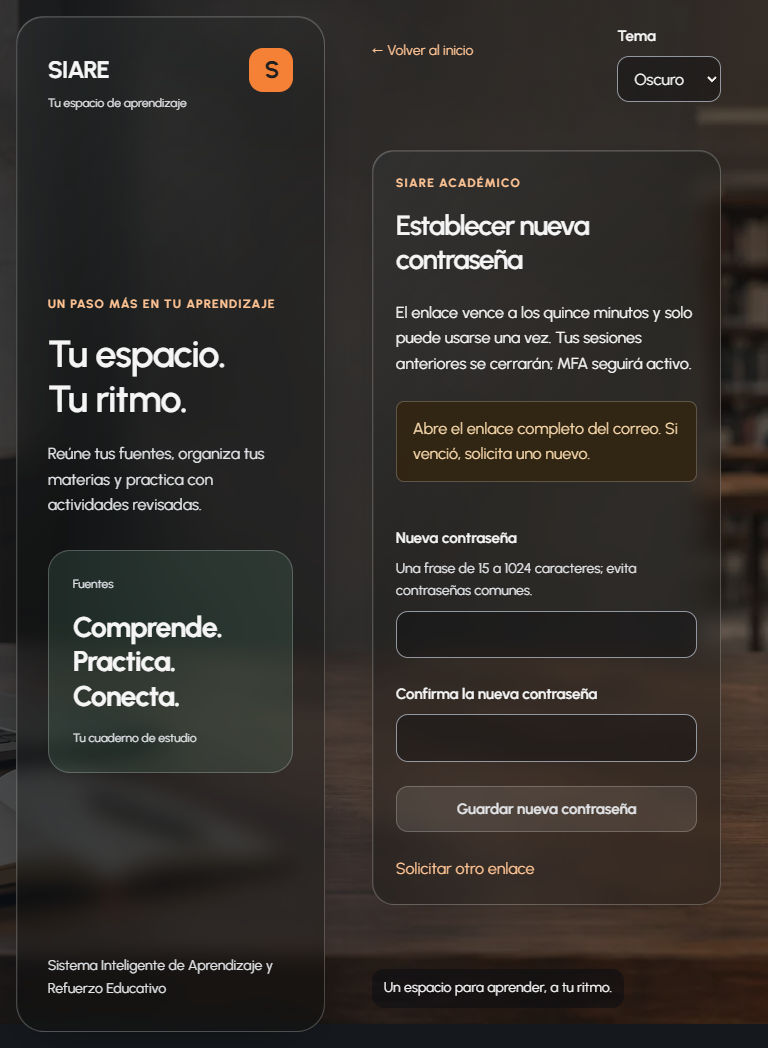 SIARE
S
Tu espacio de aprendizaje
UN PASO MÁS EN TU APRENDIZAJE
Tu espacio.
Tu ritmo.
Reúne tus fuentes, organiza tus
materias y practica con
actividades revisadas.
Fuentes
Comprende.
Practica.
Conecta.
Tu cuaderno de estudio
Sistema Inteligente de Aprendizaje y
Refuerzo Educativo
← Volver al inicio
Tema
Oscuro
SIARE ACADÉMICO
Establecer nueva
contraseña
El enlace vence a los quince minutos y solo
puede usarse una vez. Tus sesiones
anteriores se cerrarán; MFA seguirá activo.
Abre el enlace completo del correo. Si
venció, solicita uno nuevo.
Nueva contraseña
Una frase de 15 a 1024 caracteres; evita
contraseñas comunes.
Confirma la nueva contraseña
Guardar nueva contraseña
Solicitar otro enlace
Un espacio para aprender, a tu ritmo.